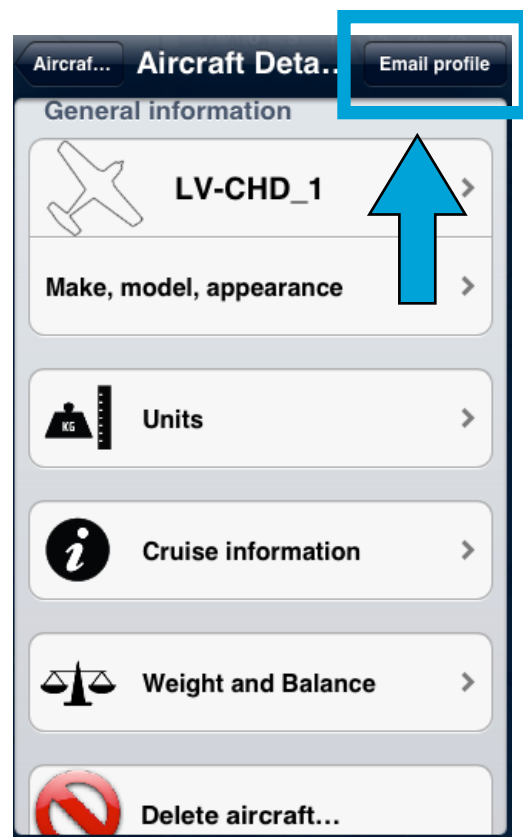 Aircraf...
Aircraft Deta...
Email profile
General information
LV-CHD_1
Make, model, appearance
KG
Units
Cruise information
Weight and Balance
Delete aircraft...